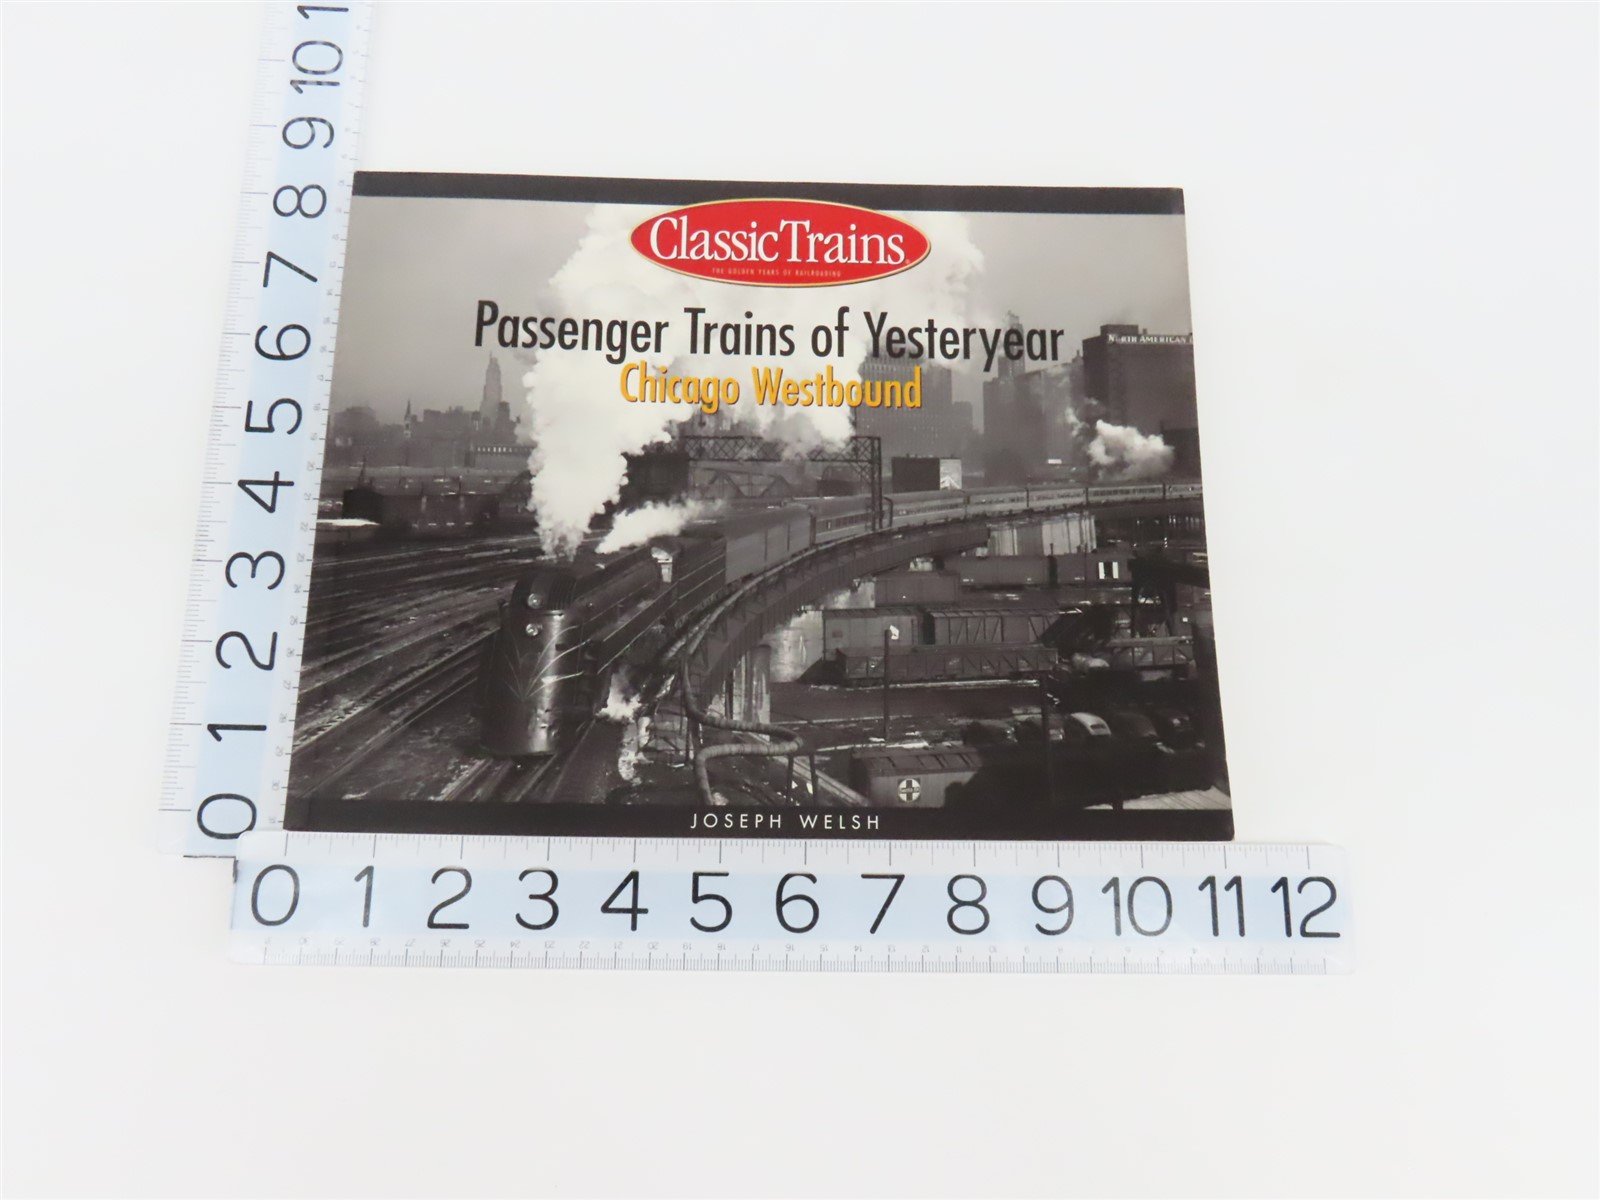 Classic Trains
THE GOLDEN YEARS OF RAILROADING
Passenger Trains of Yesteryear
Chicago Westbound
NORTH AMERICAN
JOSEPH WELSH
0 1 2 3 4 5 6 7 8 9 10 1
0 1 2 3 4 5 6 7 8 9 10 11 12